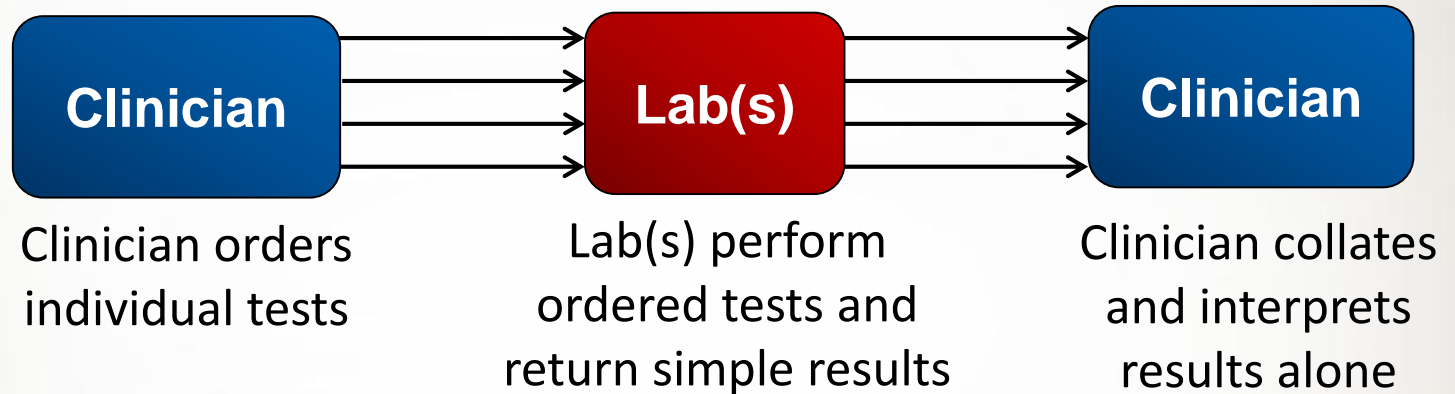 Clinician
Lab(s)
Clinician
Clinician orders
individual tests
Lab(s) perform
ordered tests and
return simple results
Clinician collates
and interprets
results alone